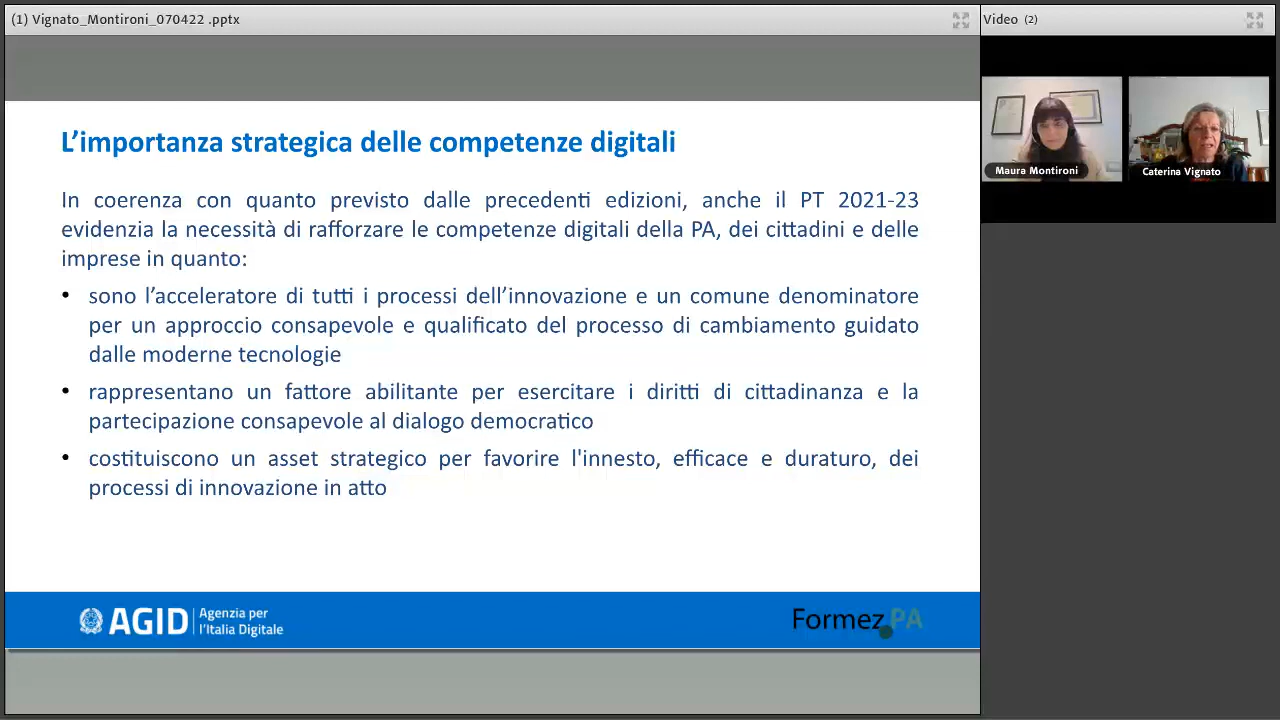 (1) Vignato_Montironi_070422 .pptx
Video (2)
L’importanza strategica delle competenze digitali
In coerenza con quanto previsto dalle precedenti edizioni, anche il PT 2021-23
evidenzia la necessità di rafforzare le competenze digitali della PA, dei cittadini e delle
imprese in quanto:
• sono l’acceleratore di tutti i processi dell’innovazione e un comune denominatore
per un approccio consapevole e qualificato del processo di cambiamento guidato
dalle moderne tecnologie
• rappresentano un fattore abilitante per esercitare i diritti di cittadinanza e la
partecipazione consapevole al dialogo democratico
• costituiscono un asset strategico per favorire l'innesto, efficace e duraturo, dei
processi di innovazione in atto
AGID
Agenzia per
l’Italia Digitale
Formez PA
Maura Montironi
Caterina Vignato